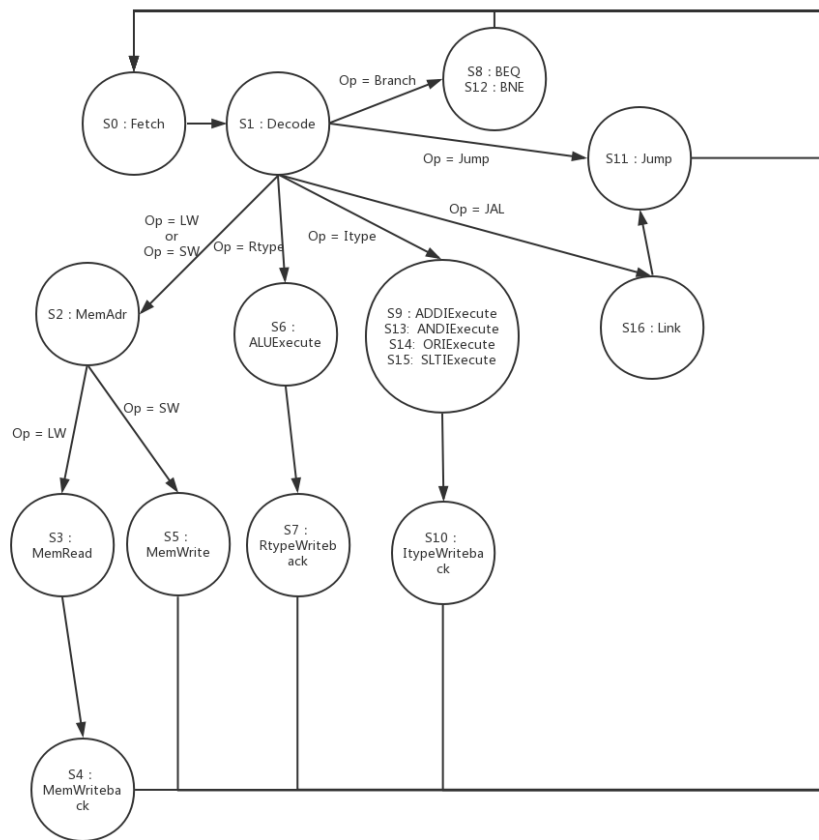 Op = Branch
S8 : BEQ
S12 : BNE
S0 : Fetch
S1 : Decode
Op = Jump
S11 : Jump
Op = LW
or
Op = SW
Op = Rtype
Op = Itype
Op = JAL
S2 : MemAdr
S6 :
ALUExecute
S9 : ADDIExecute
S13:  ANDIExecute
S14:  ORIExecute
S15:  SLTIExecute
S16 : Link
Op = LW
Op = SW
S3 :
MemRead
S5 :
MemWrite
S7 :
RtypeWriteb
ack
S10 :
ItypeWriteba
ck
S4 :
MemWriteba
ck